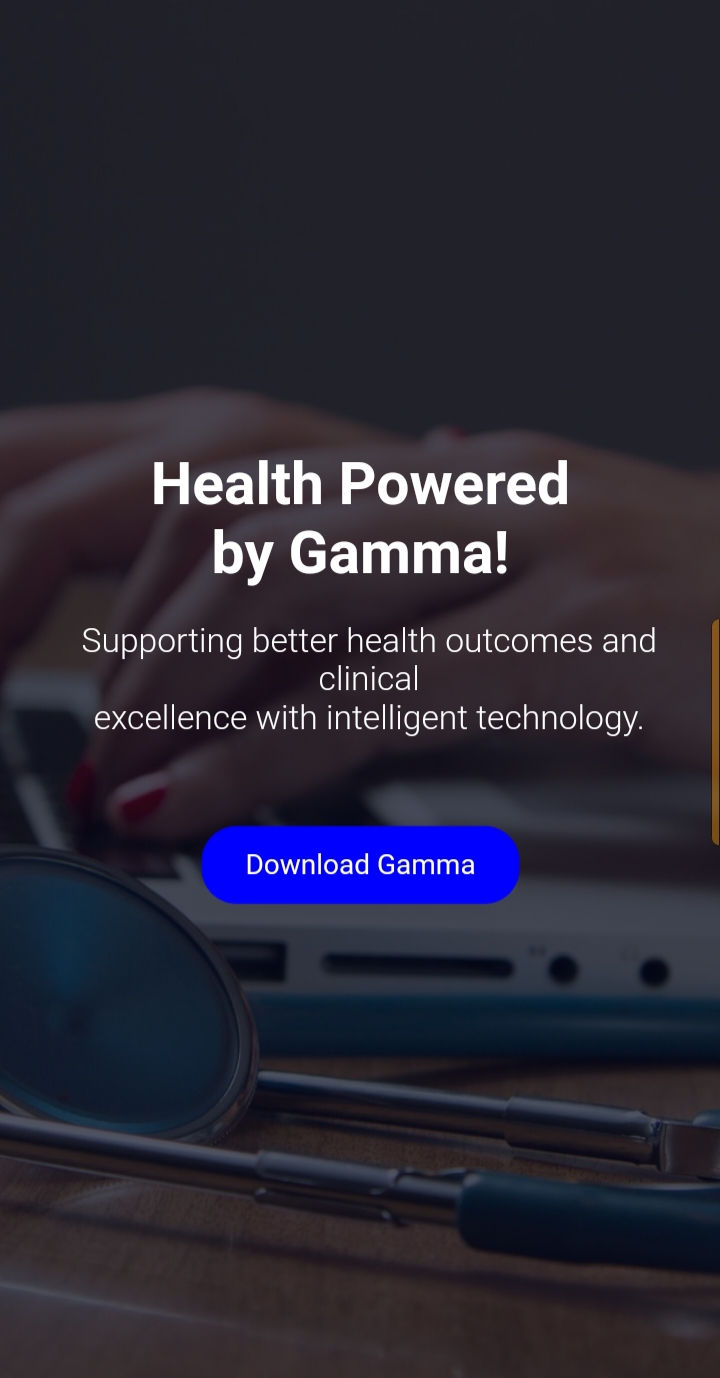 Health Powered
by Gamma!
Supporting better health outcomes and
clinical
excellence with intelligent technology.
Download Gamma